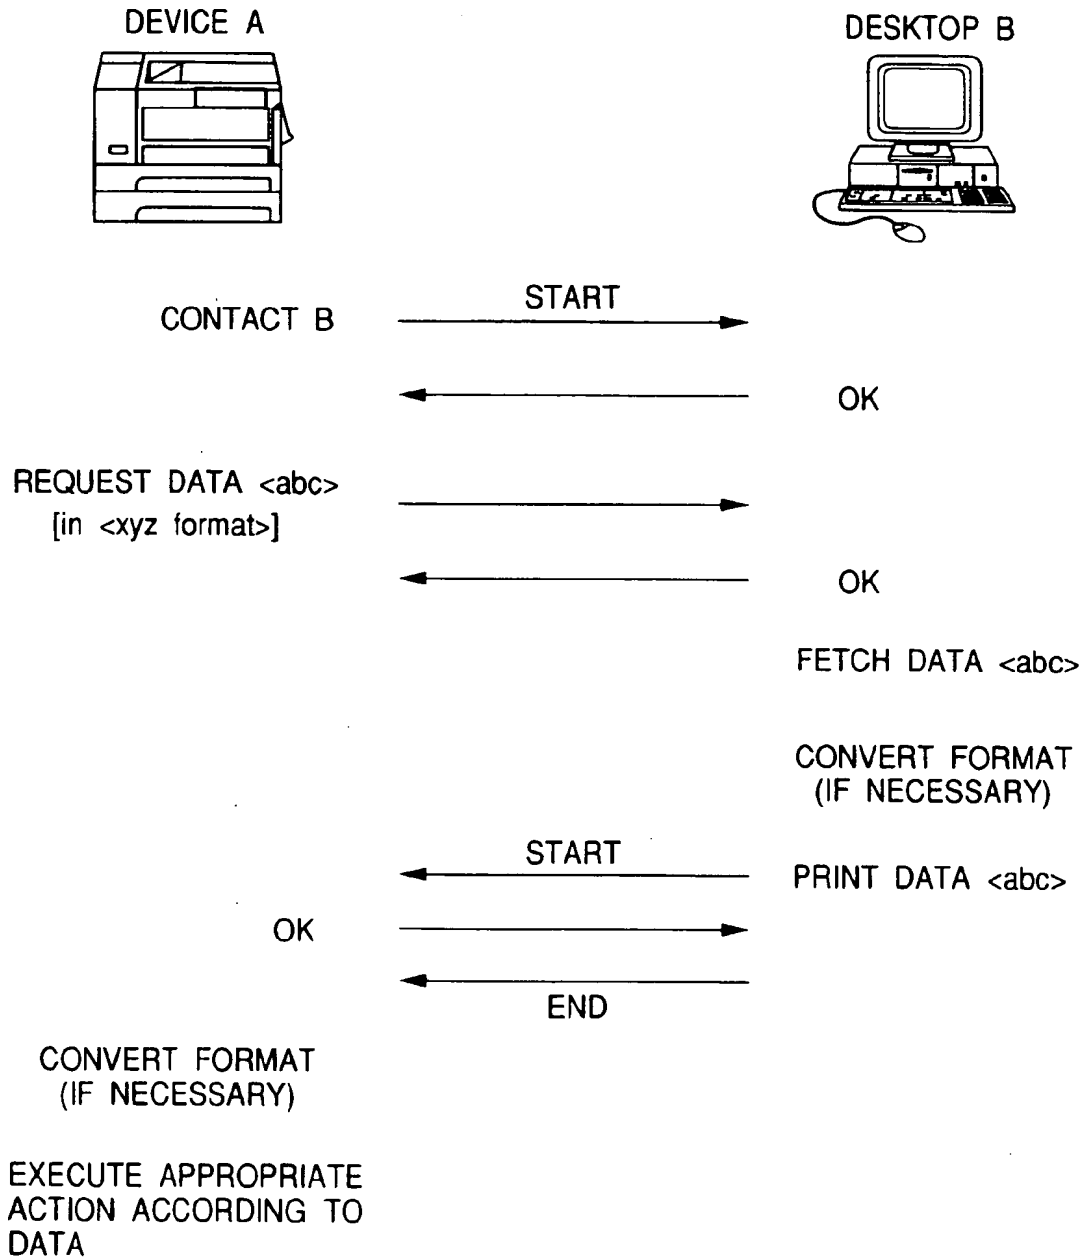 DEVICE A
DESKTOP B
START
CONTACT B
OK
REQUEST DATA <abc>
[in <xyz format>]
OK
FETCH DATA <abc>
CONVERT FORMAT
(IF NECESSARY)
START
PRINT DATA <abc>
OK
END
CONVERT FORMAT
(IF NECESSARY)
EXECUTE APPROPRIATE
ACTION ACCORDING TO
DATA